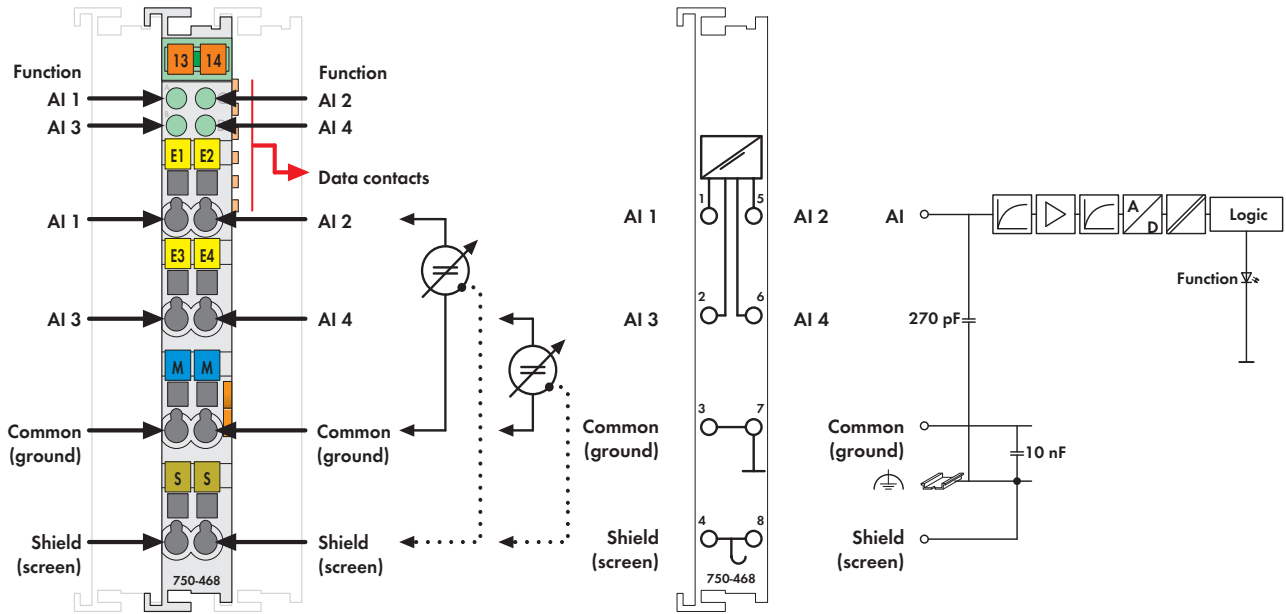 13 14
Function
Function
AI 1
AI 2
AI 3
AI 4
E1 E2
Data contacts
AI 1
AI 2
E3 E4
AI 3
AI 4
M M
Common
(ground)
Common
(ground)
S S
Shield
(screen)
Shield
(screen)
750-468
1
5
AI 1
AI 2
2
6
AI 3
AI 4
3
7
Common
(ground)
4
8
Shield
(screen)
750-468
AI
A
D
Logic
Function
270 pF
Common
(ground)
10 nF
Shield
(screen)